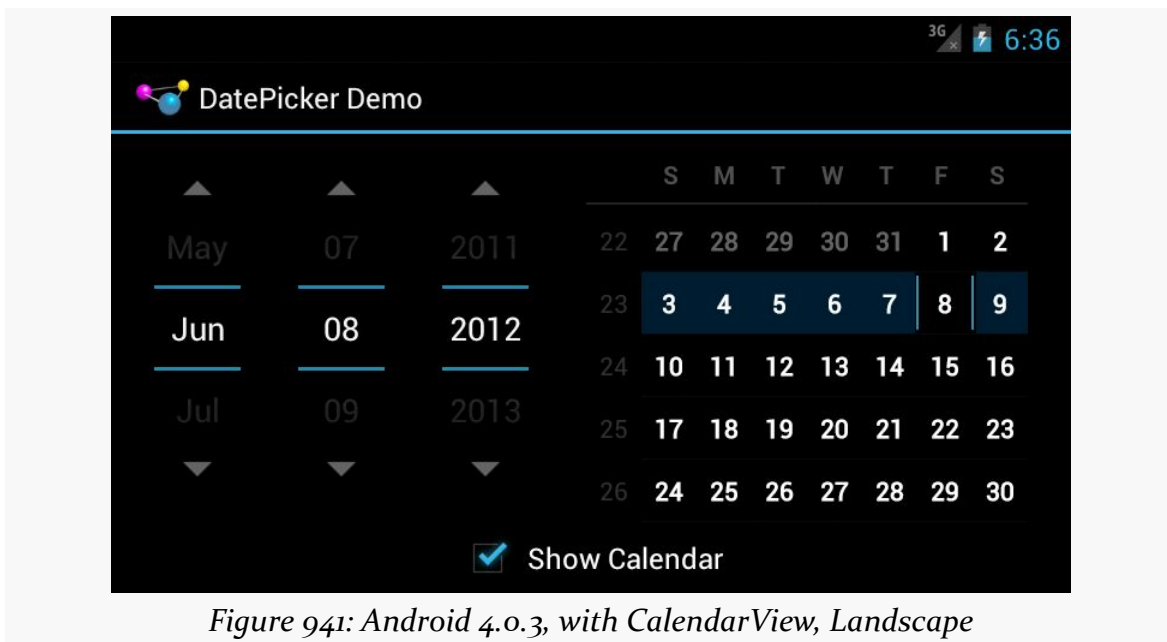 3G 6:36
DatePicker Demo
S M T W T F S
May 07 2011 22 27 28 29 30 31 1 2
23 3 4 5 6 7 8 9
Jun 08 2012
24 10 11 12 13 14 15 16
Jul 09 2013
25 17 18 19 20 21 22 23
26 24 25 26 27 28 29 30
Show Calendar
Figure 941: Android 4.0.3, with CalendarView, Landscape